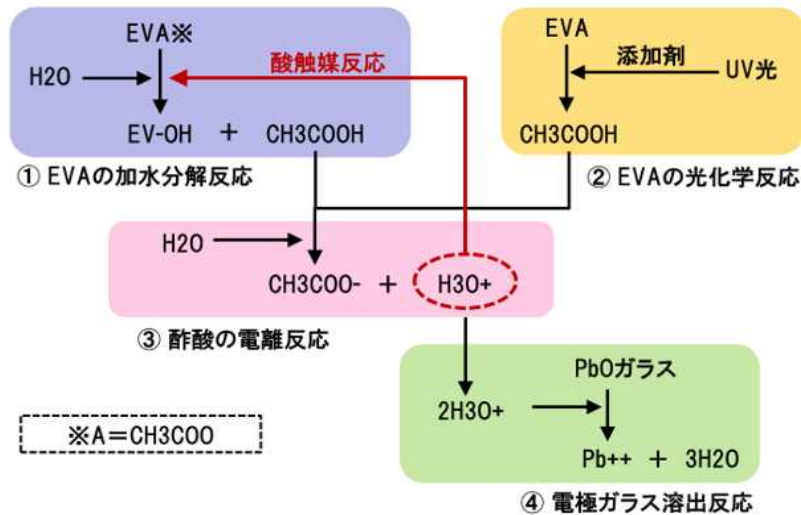 EVA※
H2O
酸触媒反応
EV-OH + CH3COOH
① EVAの加水分解反応
EVA
添加剤
UV光
CH3COOH
② EVAの光化学反応
H2O
CH3COO- + H3O+
③ 酢酸の電離反応
PbOガラス
2H3O+
Pb++ + 3H2O
④ 電極ガラス溶出反応
※A=CH3COO